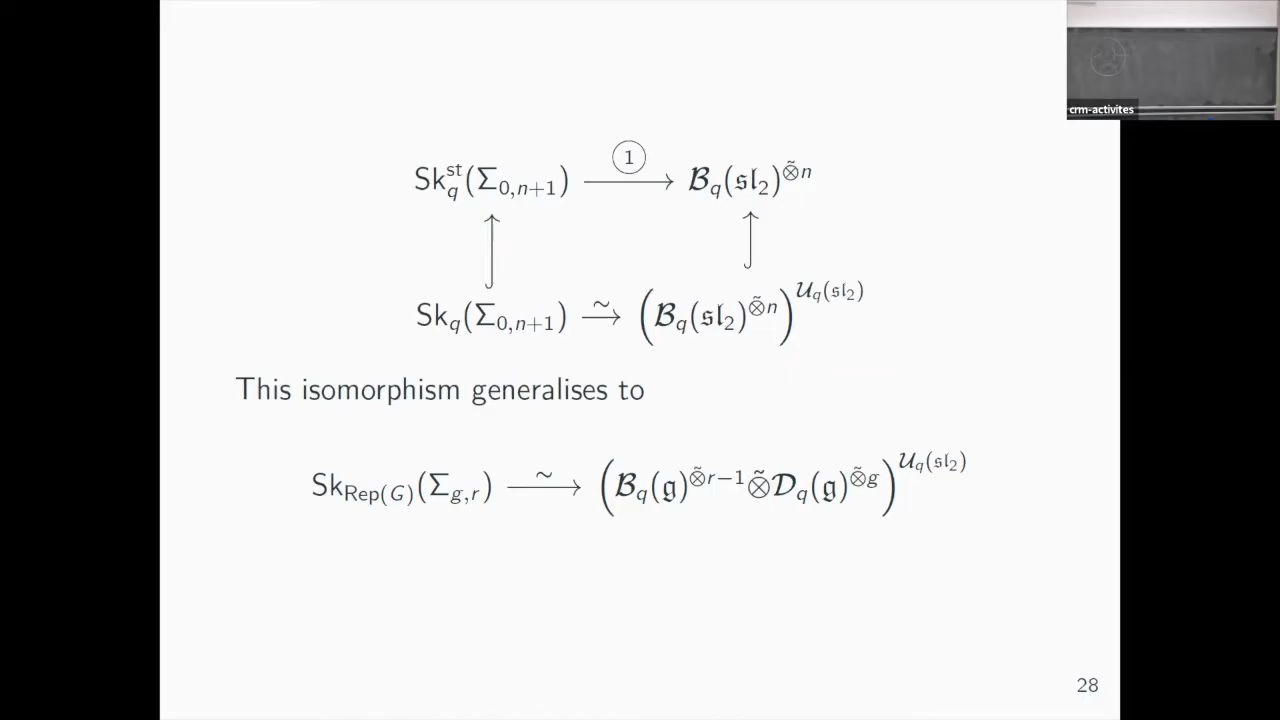 crm-activites
①
Sk_q^{st}(Σ_{0,n+1}) ⟶ 𝓑_q(𝔰𝔩_2)^{⊗̃n}
Sk_q(Σ_{0,n+1}) ⥲ (𝓑_q(𝔰𝔩_2)^{⊗̃n})^{𝓤_q(𝔰𝔩_2)}
This isomorphism generalises to
Sk_{Rep(G)}(Σ_{g,r}) ⥲ (𝓑_q(𝔤)^{⊗̃r−1} ⊗̃ 𝓓_q(𝔤)^{⊗̃g})^{𝓤_q(𝔰𝔩_2)}
28